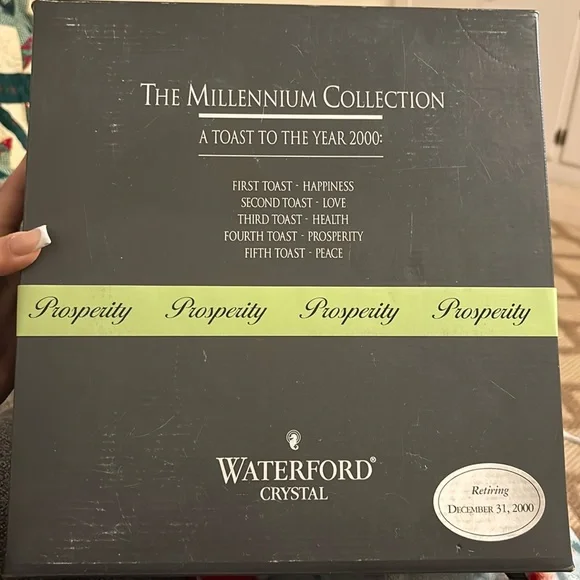 THE MILLENNIUM COLLECTION
A TOAST TO THE YEAR 2000:
FIRST TOAST - HAPPINESS
SECOND TOAST - LOVE
THIRD TOAST - HEALTH
FOURTH TOAST - PROSPERITY
FIFTH TOAST - PEACE
Prosperity Prosperity Prosperity Prosperity
WATERFORD®
CRYSTAL
Retiring
DECEMBER 31, 2000